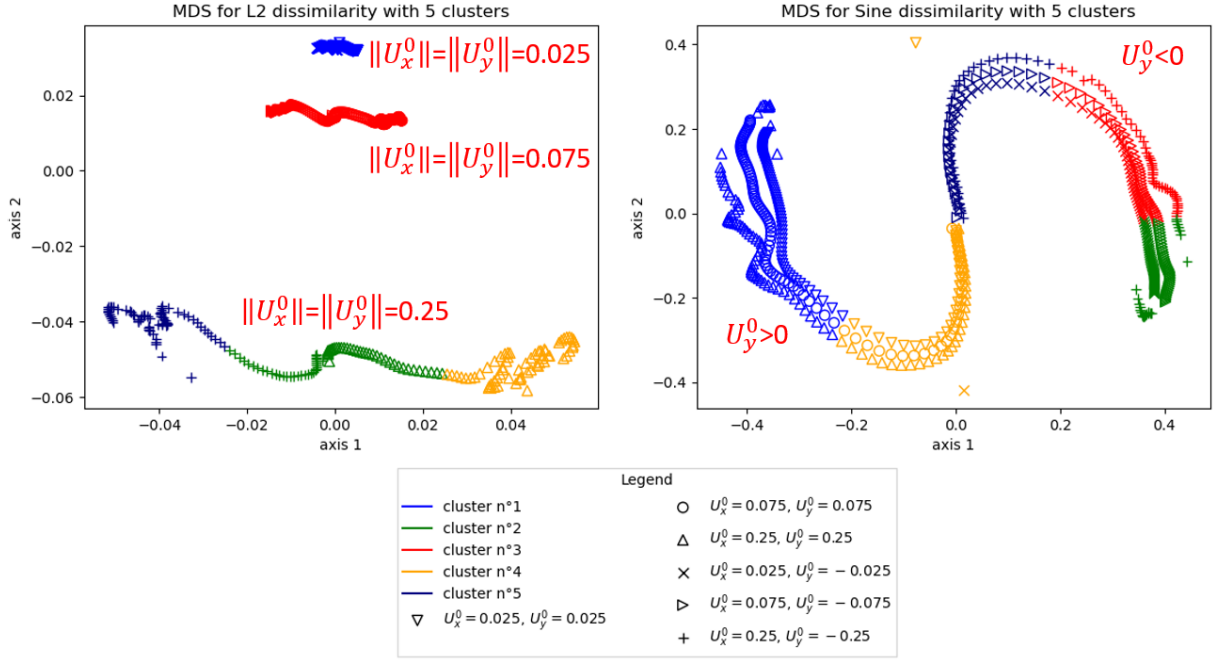 MDS for L2 dissimilarity with 5 clusters
‖U_x^0‖=‖U_y^0‖=0.025
‖U_x^0‖=‖U_y^0‖=0.075
‖U_x^0‖=‖U_y^0‖=0.25
axis 2
0.02
0.00
−0.02
−0.04
−0.06
−0.04
−0.02
0.00
0.02
0.04
axis 1
MDS for Sine dissimilarity with 5 clusters
U_y^0<0
U_y^0>0
axis 2
0.4
0.2
0.0
−0.2
−0.4
−0.4
−0.2
0.0
0.2
0.4
axis 1
Legend
cluster n°1
cluster n°2
cluster n°3
cluster n°4
cluster n°5
U_x^0=0.025, U_y^0=0.025
U_x^0=0.075, U_y^0=0.075
U_x^0=0.25, U_y^0=0.25
U_x^0=0.025, U_y^0=−0.025
U_x^0=0.075, U_y^0=−0.075
U_x^0=0.25, U_y^0=−0.25